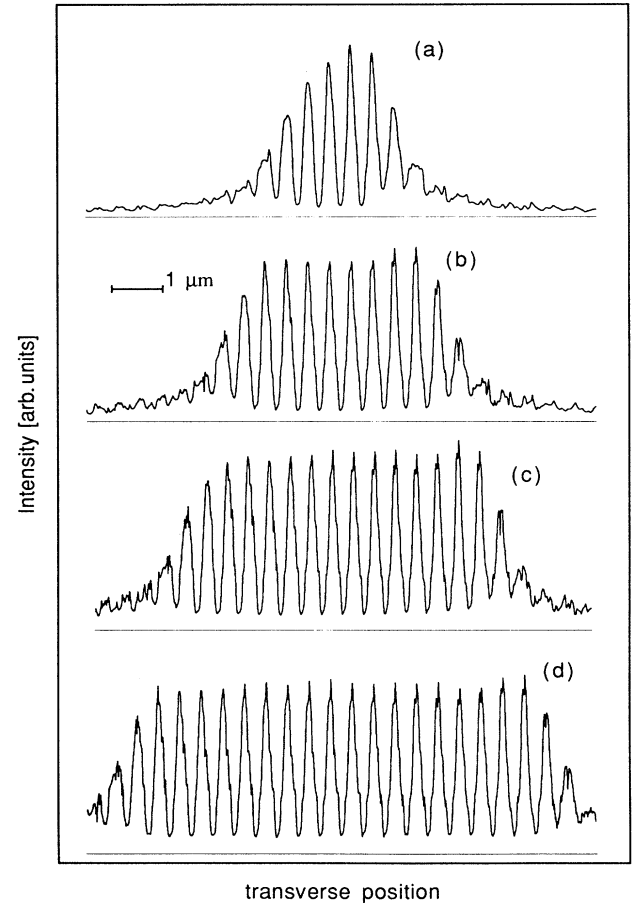 (a)
(b)
1 μm
(c)
(d)
Intensity [arb. units]
transverse position